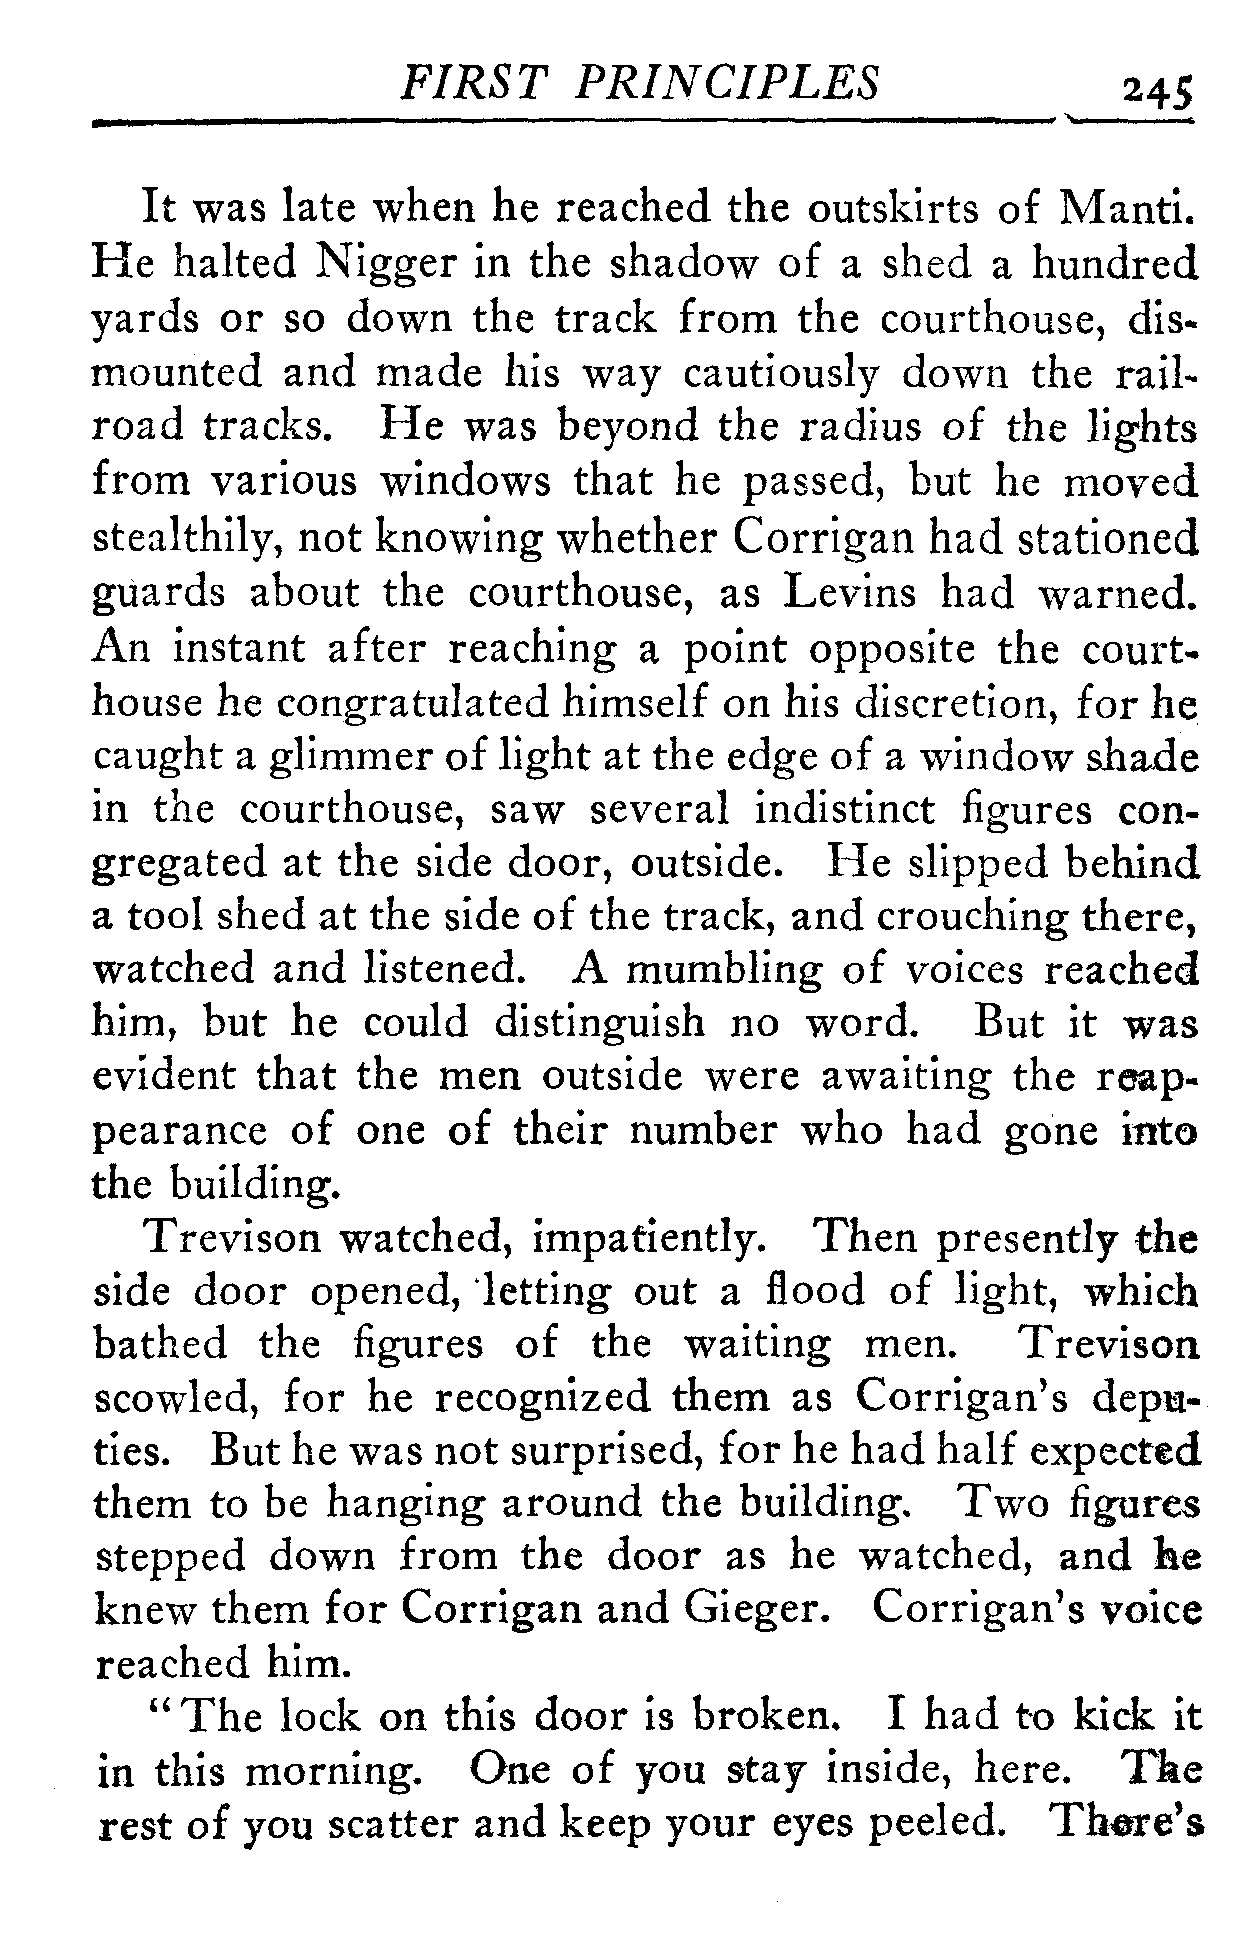 FIRST PRINCIPLES 245
It was late when he reached the outskirts of Manti.
He halted Nigger in the shadow of a shed a hundred
yards or so down the track from the courthouse, dis-
mounted and made his way cautiously down the rail-
road tracks. He was beyond the radius of the lights
from various windows that he passed, but he moved
stealthily, not knowing whether Corrigan had stationed
guards about the courthouse, as Levins had warned.
An instant after reaching a point opposite the court-
house he congratulated himself on his discretion, for he
caught a glimmer of light at the edge of a window shade
in the courthouse, saw several indistinct figures con-
gregated at the side door, outside. He slipped behind
a tool shed at the side of the track, and crouching there,
watched and listened. A mumbling of voices reached
him, but he could distinguish no word. But it was
evident that the men outside were awaiting the reap-
pearance of one of their number who had gone into
the building.
Trevison watched, impatiently. Then presently the
side door opened, letting out a flood of light, which
bathed the figures of the waiting men. Trevison
scowled, for he recognized them as Corrigan's depu-
ties. But he was not surprised, for he had half expected
them to be hanging around the building. Two figures
stepped down from the door as he watched, and he
knew them for Corrigan and Gieger. Corrigan's voice
reached him.
"The lock on this door is broken. I had to kick it
in this morning. One of you stay inside, here. The
rest of you scatter and keep your eyes peeled. There's